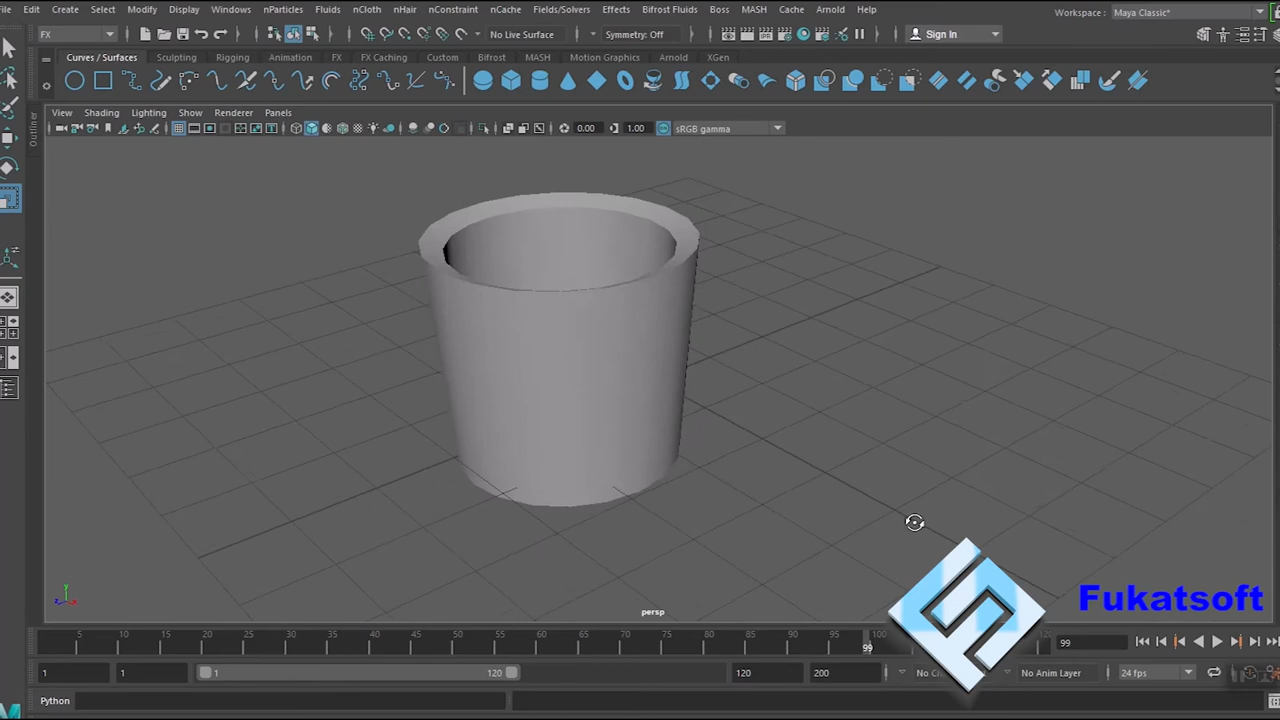 File Edit Create Select Modify Display Windows nParticles Fluids nCloth nHair nConstraint nCache Fields/Solvers Effects Bifrost Fluids Boss MASH Cache Arnold Help
Workspace : Maya Classic*
FX No Live Surface Symmetry: Off Sign In
Curves / Surfaces Sculpting Rigging Animation FX FX Caching Custom Bifrost MASH Motion Graphics Arnold XGen
View Shading Lighting Show Renderer Panels
Outliner
0.00 1.00 sRGB gamma
y
z x
persp
Fukatsoft
5 10 15 20 25 30 35 40 45 50 55 60 65 70 75 80 85 90 95 100 120
99 99
1 1 1 120 120 200 No Anim Layer 24 fps
Python